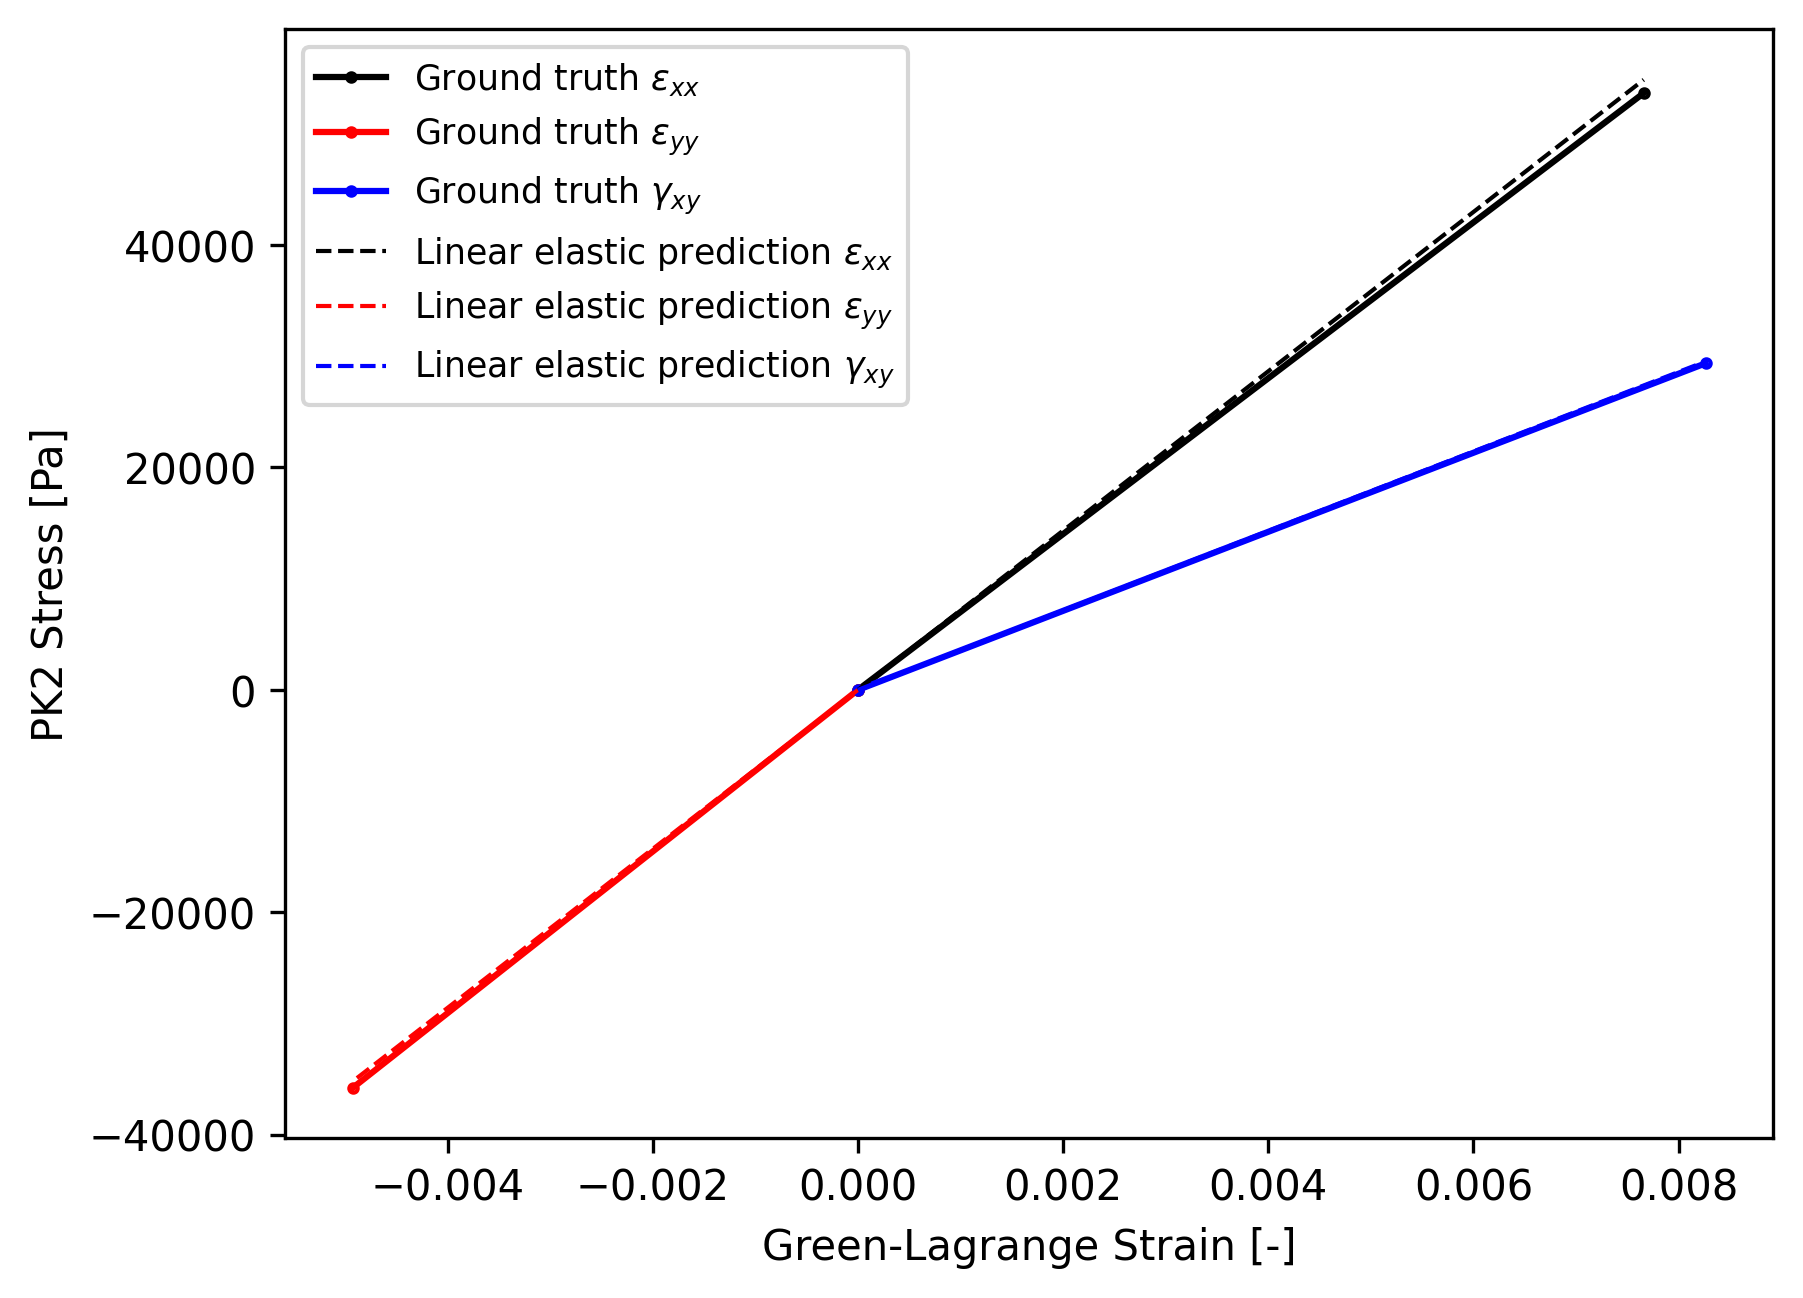 Ground truth εxx
Ground truth εyy
Ground truth γxy
Linear elastic prediction εxx
Linear elastic prediction εyy
Linear elastic prediction γxy
40000
20000
0
−20000
−40000
PK2 Stress [Pa]
−0.004 −0.002 0.000 0.002 0.004 0.006 0.008
Green-Lagrange Strain [-]